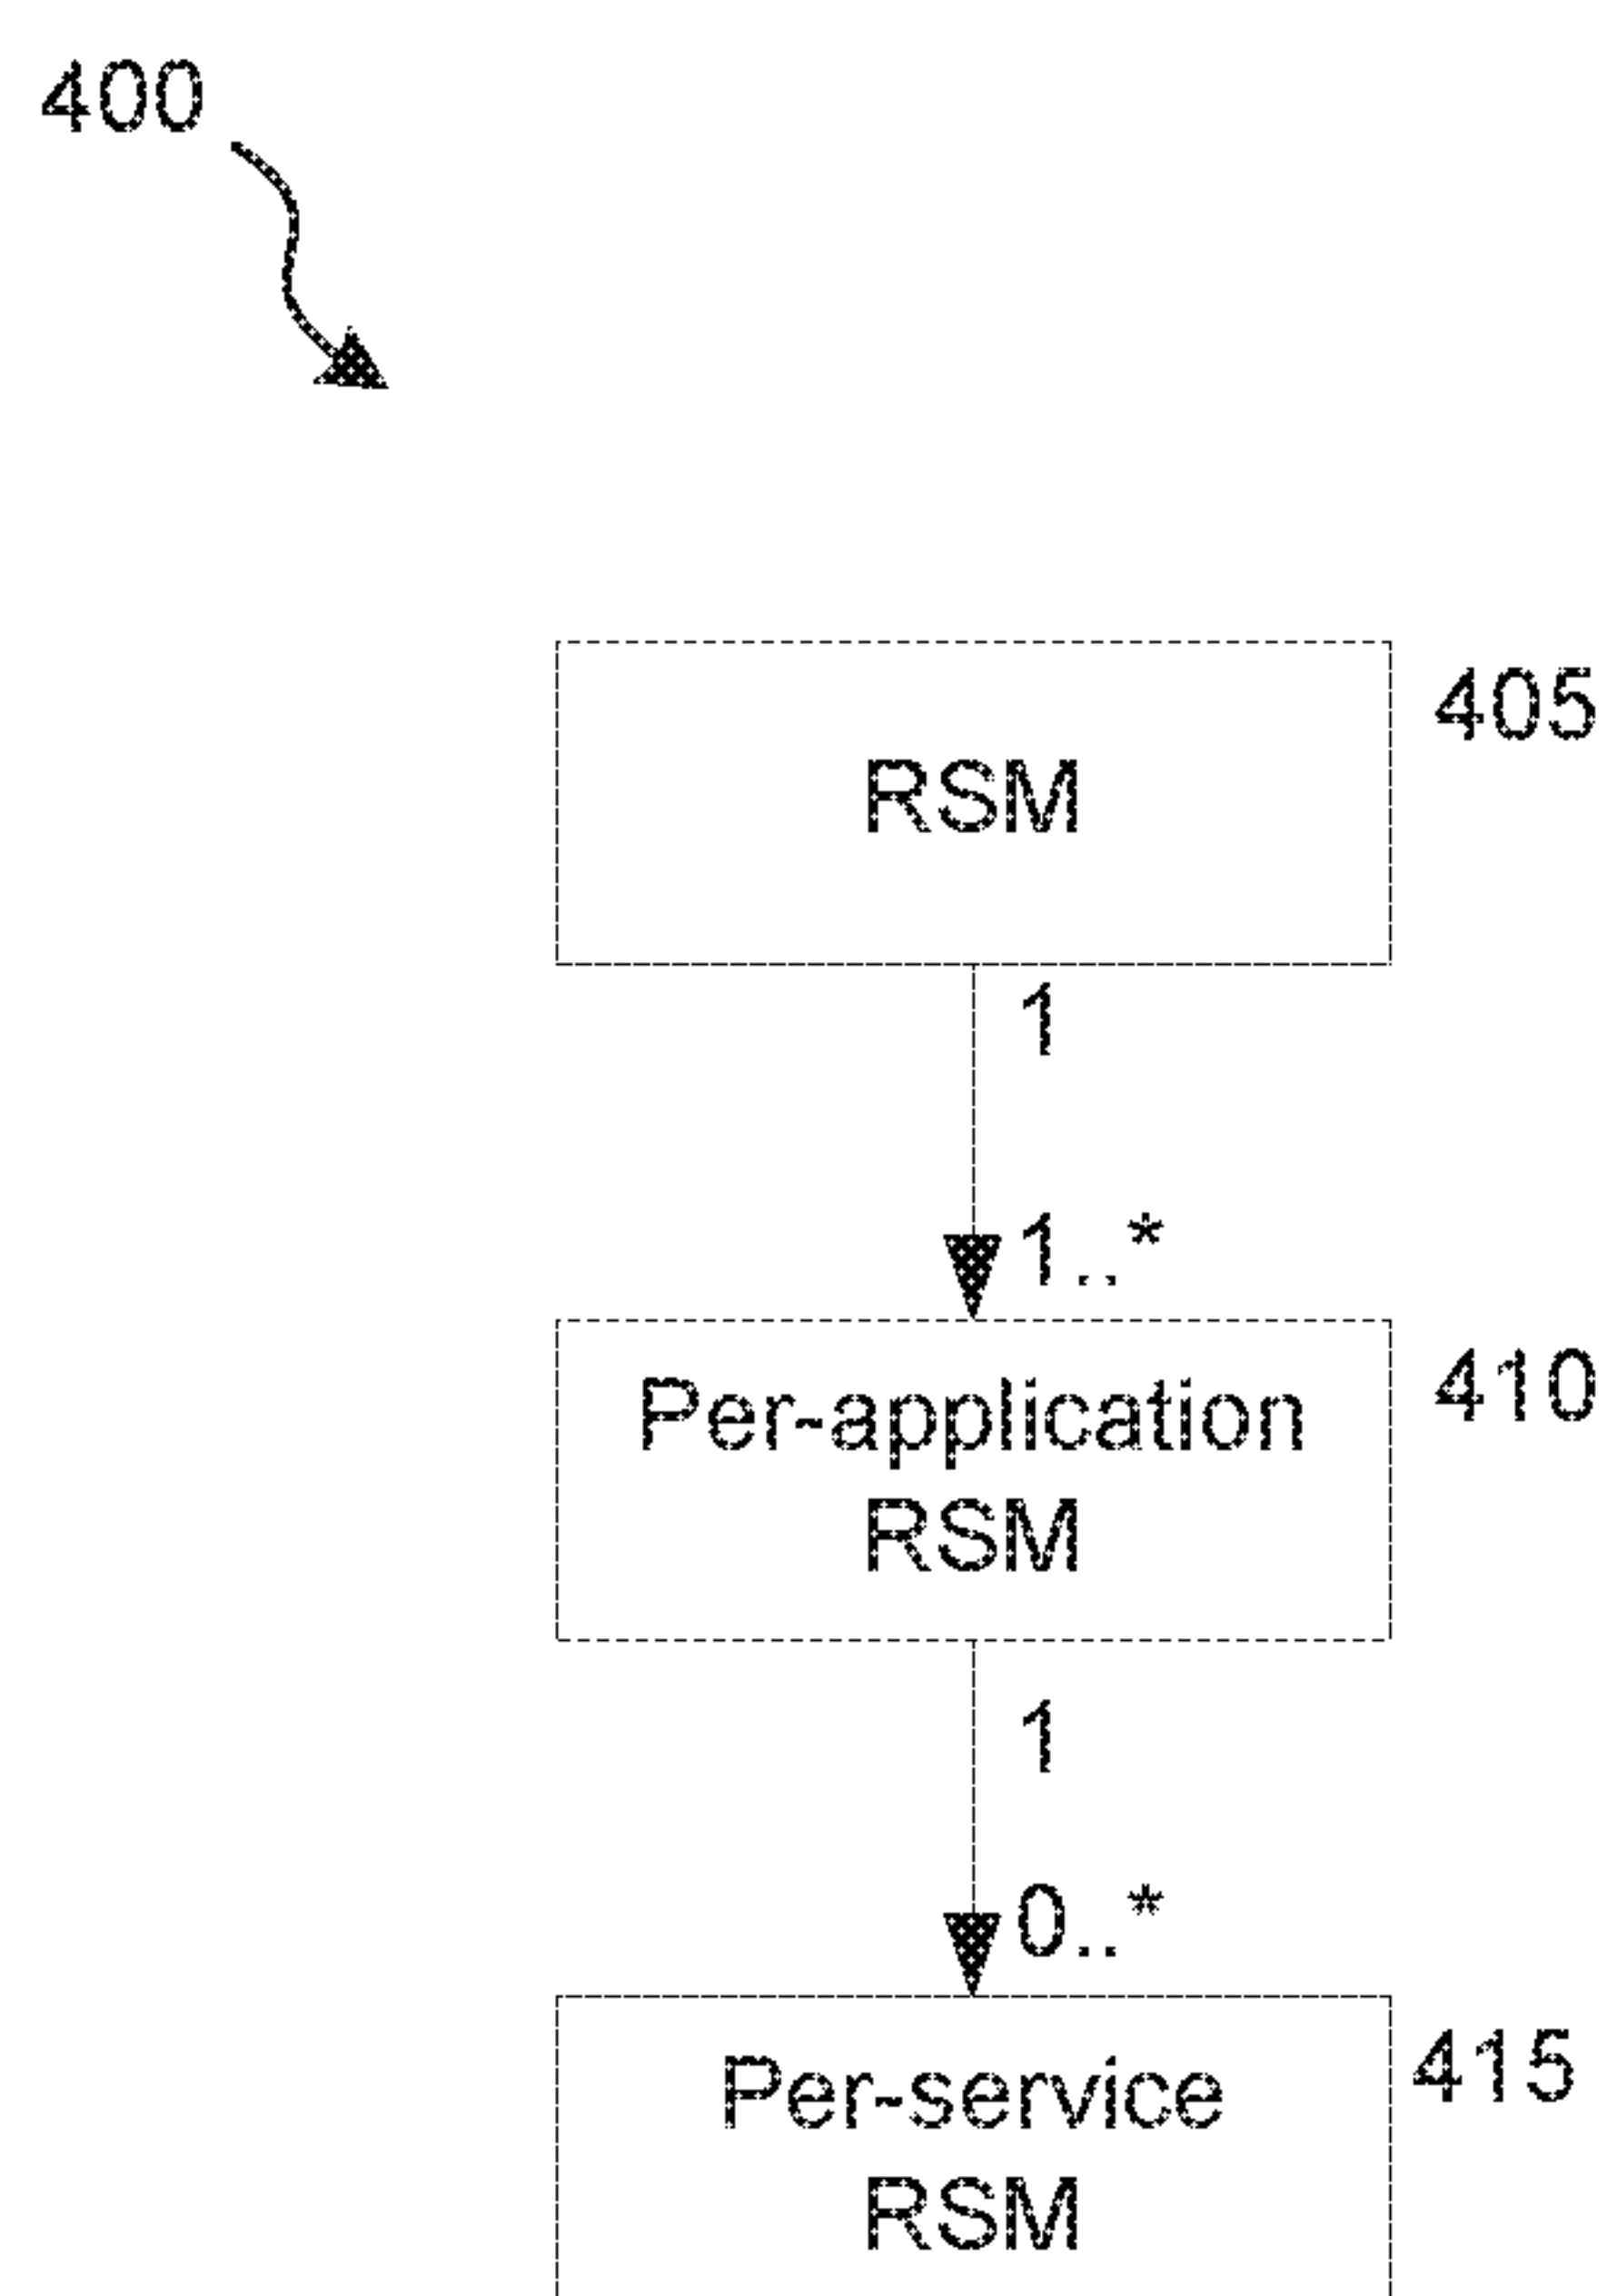 400
405
RSM
1
1..*
410
Per-application
RSM
1
0..*
415
Per-service
RSM